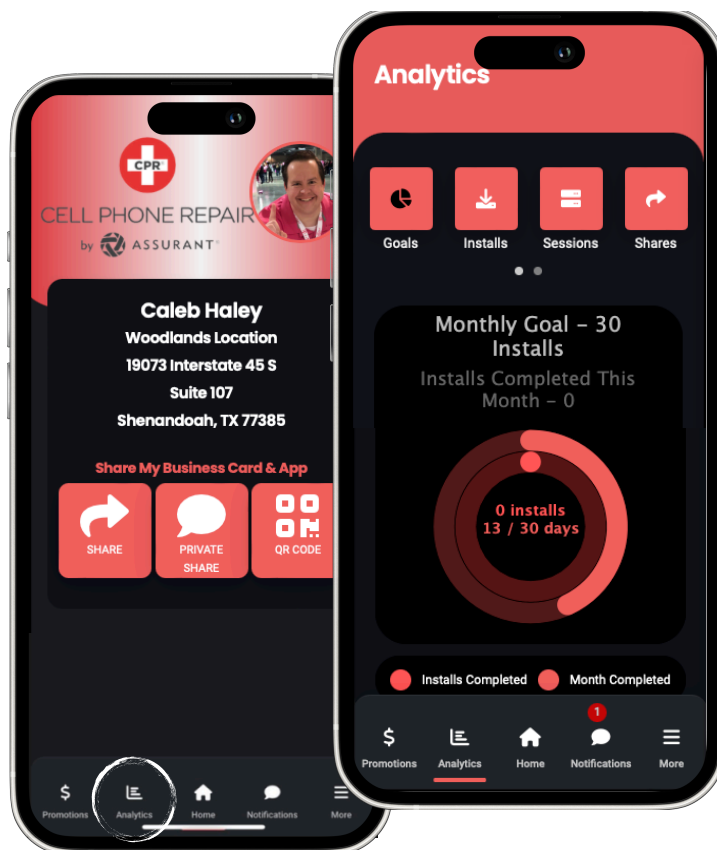 CPR
CELL PHONE REPAIR
by ASSURANT
Caleb Haley
Woodlands Location
19073 Interstate 45 S
Suite 107
Shenandoah, TX 77385
Share My Business Card & App
SHARE
PRIVATE
SHARE
QR CODE
Promotions
Analytics
Home
Notifications
More
Analytics
Goals
Installs
Sessions
Shares
Monthly Goal – 30
Installs
Installs Completed This
Month – 0
0 installs
13 / 30 days
Installs Completed
Month Completed
1
Promotions
Analytics
Home
Notifications
More